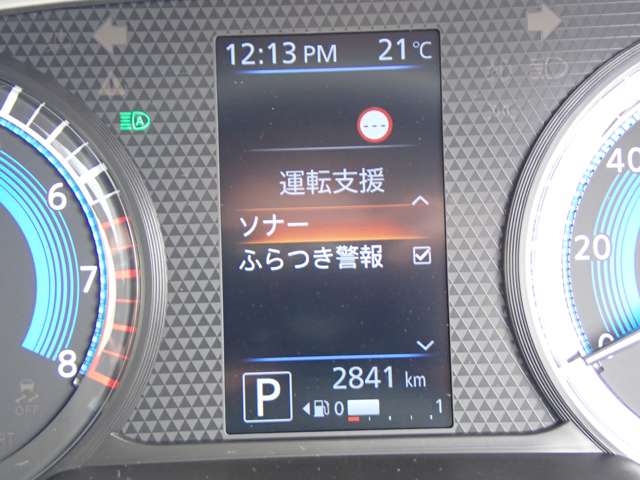 12:13 PM 21℃
---
運転支援
ソナー
ふらつき警報
2841 km
P 0 1
6
7
8
OFF
A
40
20
0